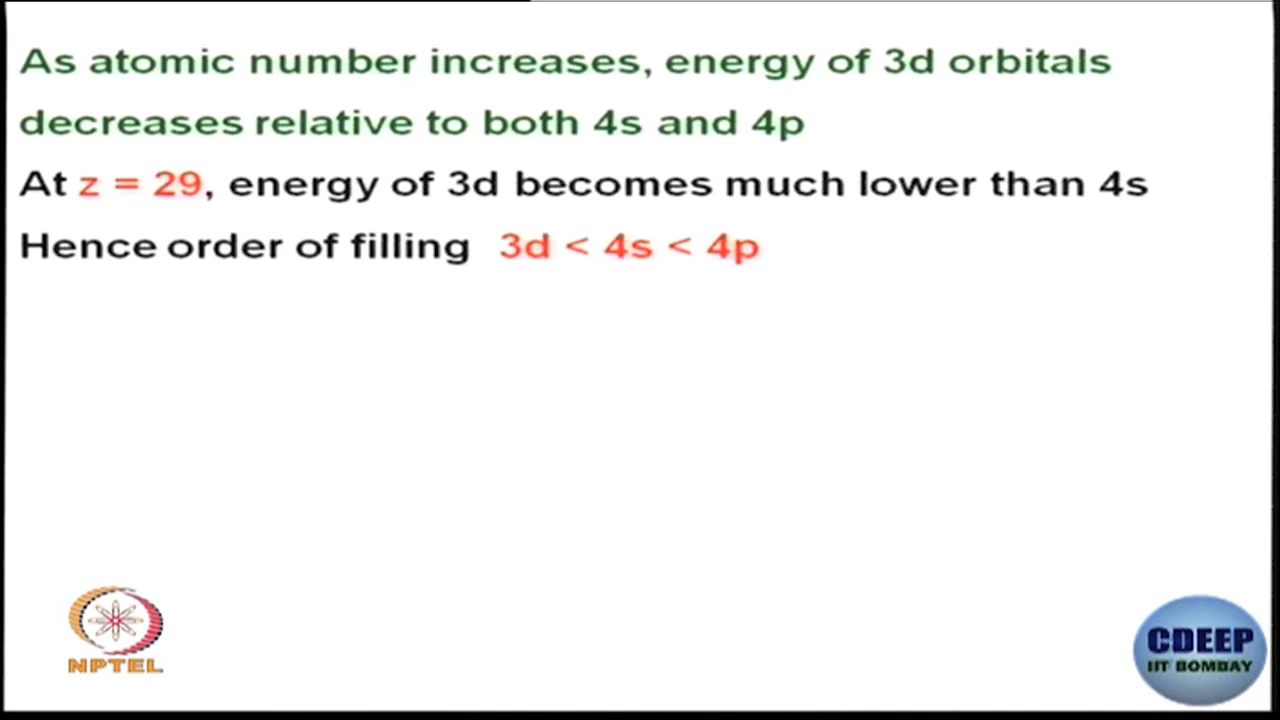 As atomic number increases, energy of 3d orbitals
decreases relative to both 4s and 4p
At z = 29, energy of 3d becomes much lower than 4s
Hence order of filling 3d < 4s < 4p
NPTEL
CDEEP
IIT BOMBAY